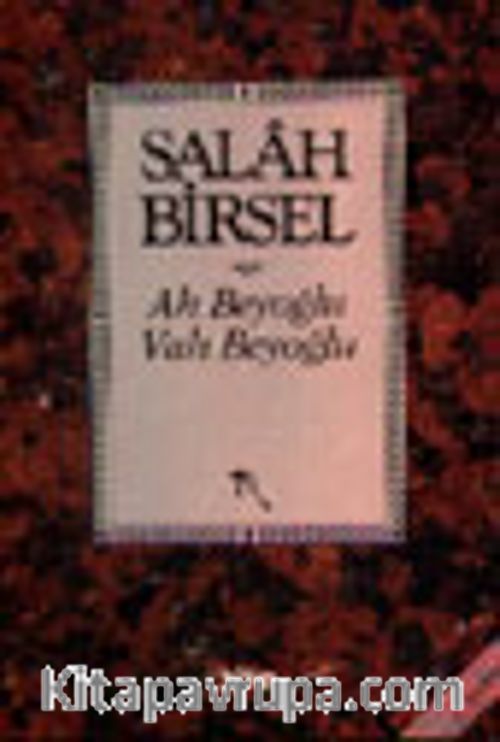 SALÂH
BİRSEL
Ah Beyoğlu
Vah Beyoğlu
Kitapavrupa.com